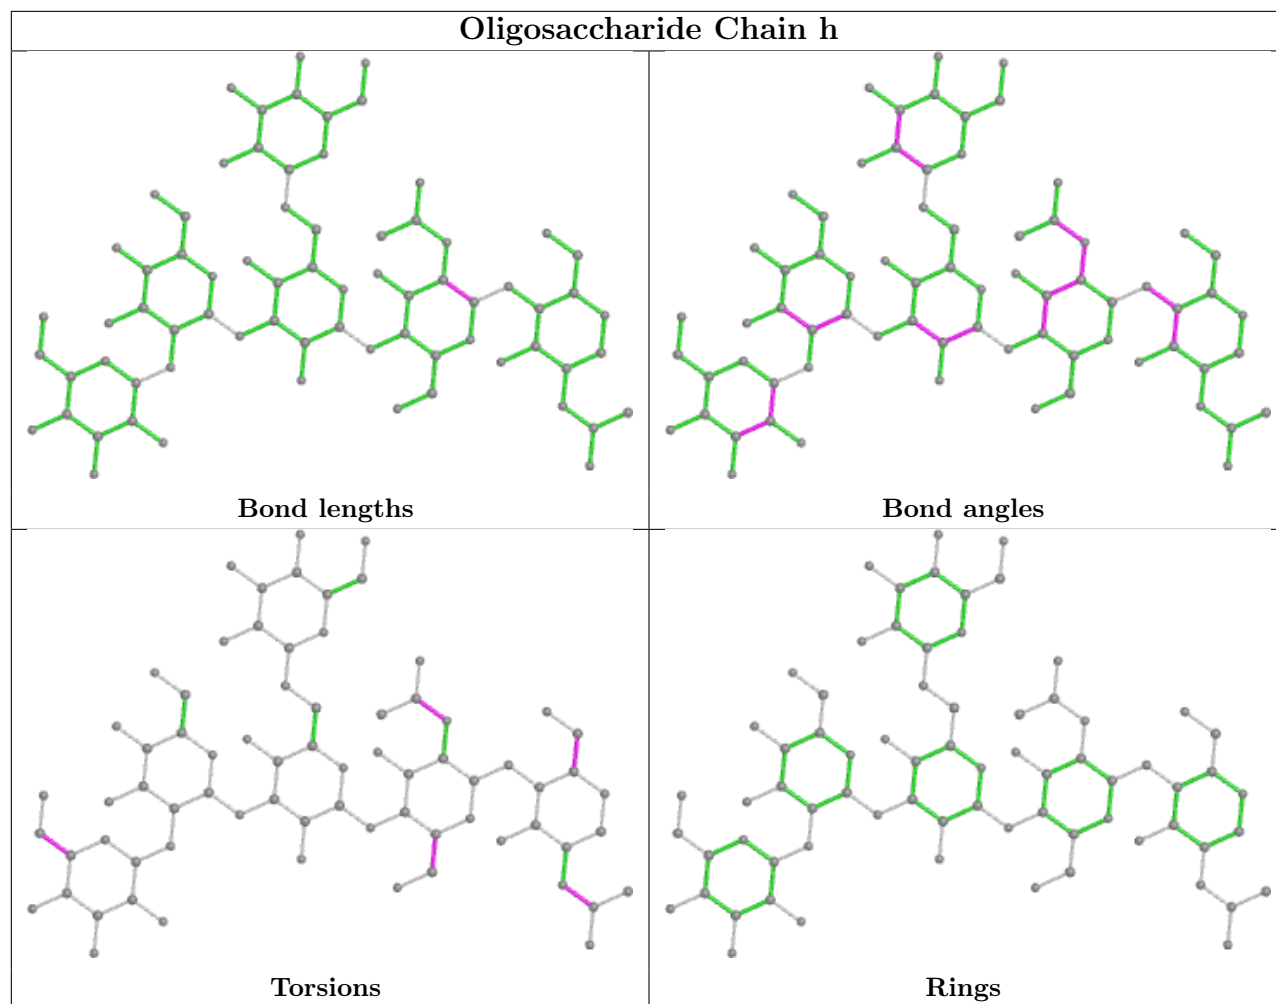 Oligosaccharide Chain h
Bond lengths
Bond angles
Torsions
Rings